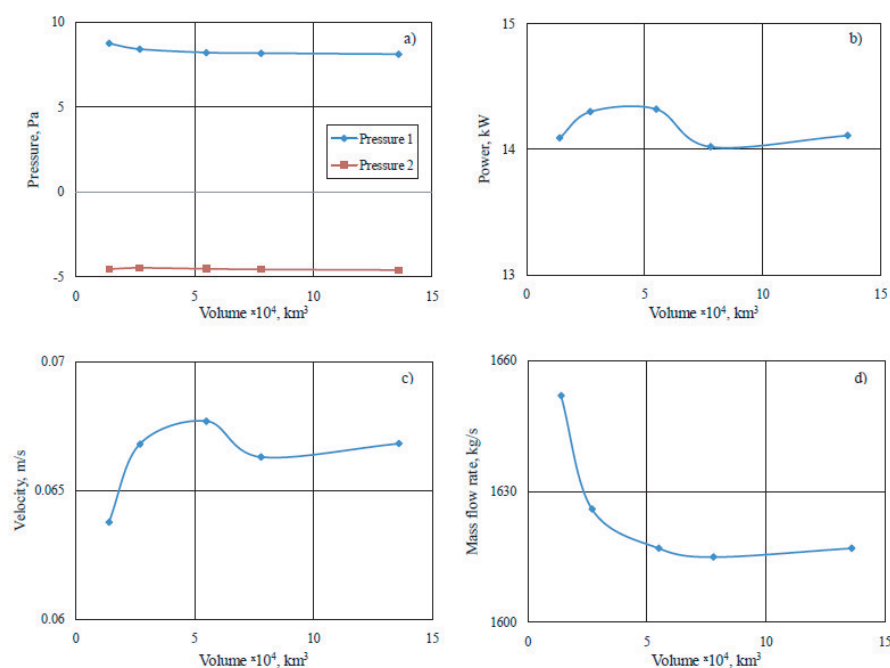 a)
10
5
0
-5
Pressure, Pa
Pressure 1
Pressure 2
0 5 10 15
Volume *10⁴, km³
b)
15
14
13
Power, kW
0 5 10 15
Volume *10⁴, km³
c)
0.07
0.065
0.06
Velocity, m/s
0 5 10 15
Volume *10⁴, km³
d)
1660
1630
1600
Mass flow rate, kg/s
0 5 10 15
Volume *10⁴, km³